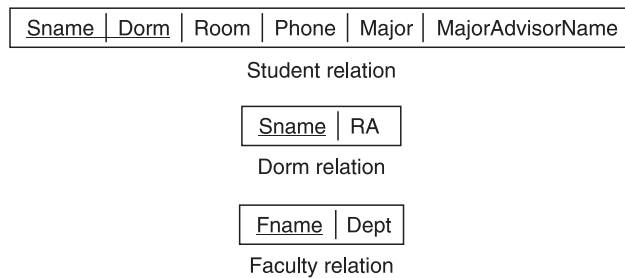 Sname | Dorm | Room | Phone | Major | MajorAdvisorName
Student relation
Sname | RA
Dorm relation
Fname | Dept
Faculty relation